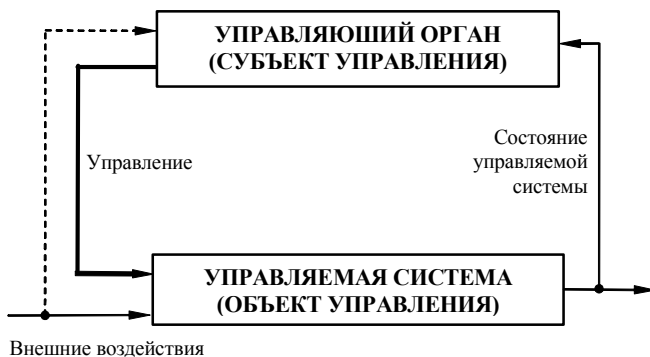 УПРАВЛЯЮШИЙ ОРГАН
(СУБЪЕКТ УПРАВЛЕНИЯ)
Управление
Состояние
управляемой
системы
УПРАВЛЯЕМАЯ СИСТЕМА
(ОБЪЕКТ УПРАВЛЕНИЯ)
Внешние воздействия